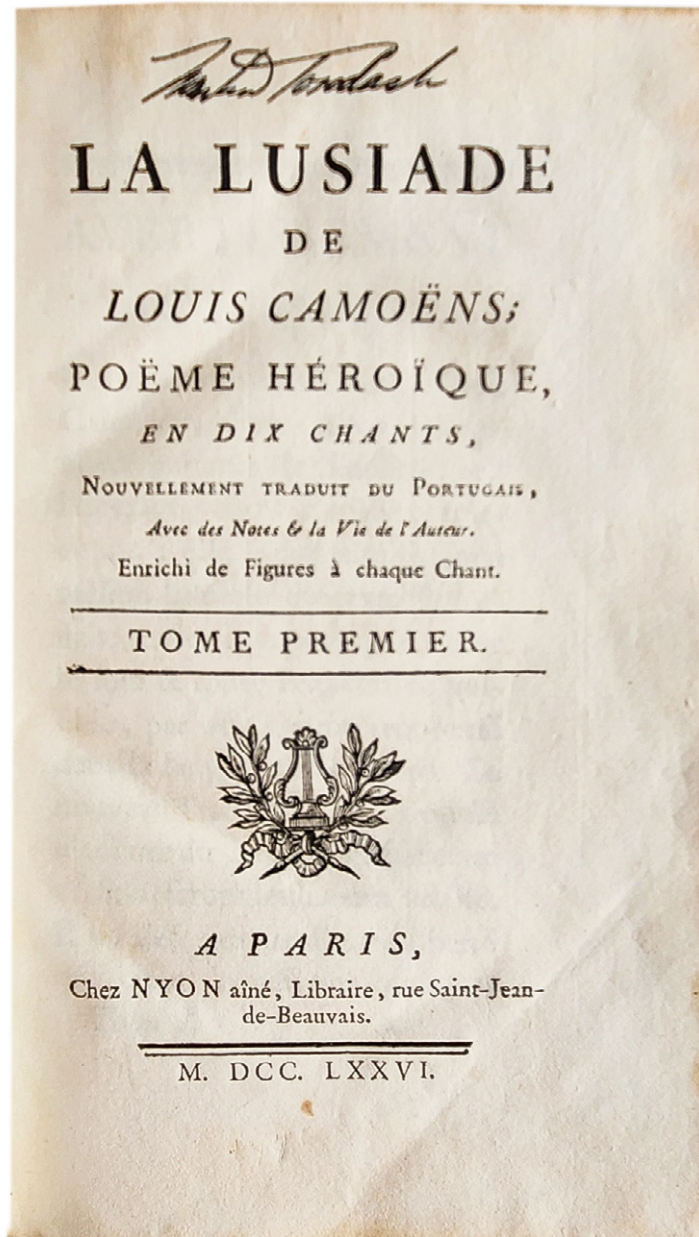 LA LUSIADE
DE
LOUIS CAMOËNS;
POËME HÉROÏQUE,
EN DIX CHANTS,
NOUVELLEMENT TRADUIT DU PORTUGAIS,
Avec des Notes & la Vie de l'Auteur.
Enrichi de Figures à chaque Chant.
TOME PREMIER.
A PARIS,
Chez NYON aîné, Libraire, rue Saint-Jean-
de-Beauvais.
M. DCC. LXXVI.